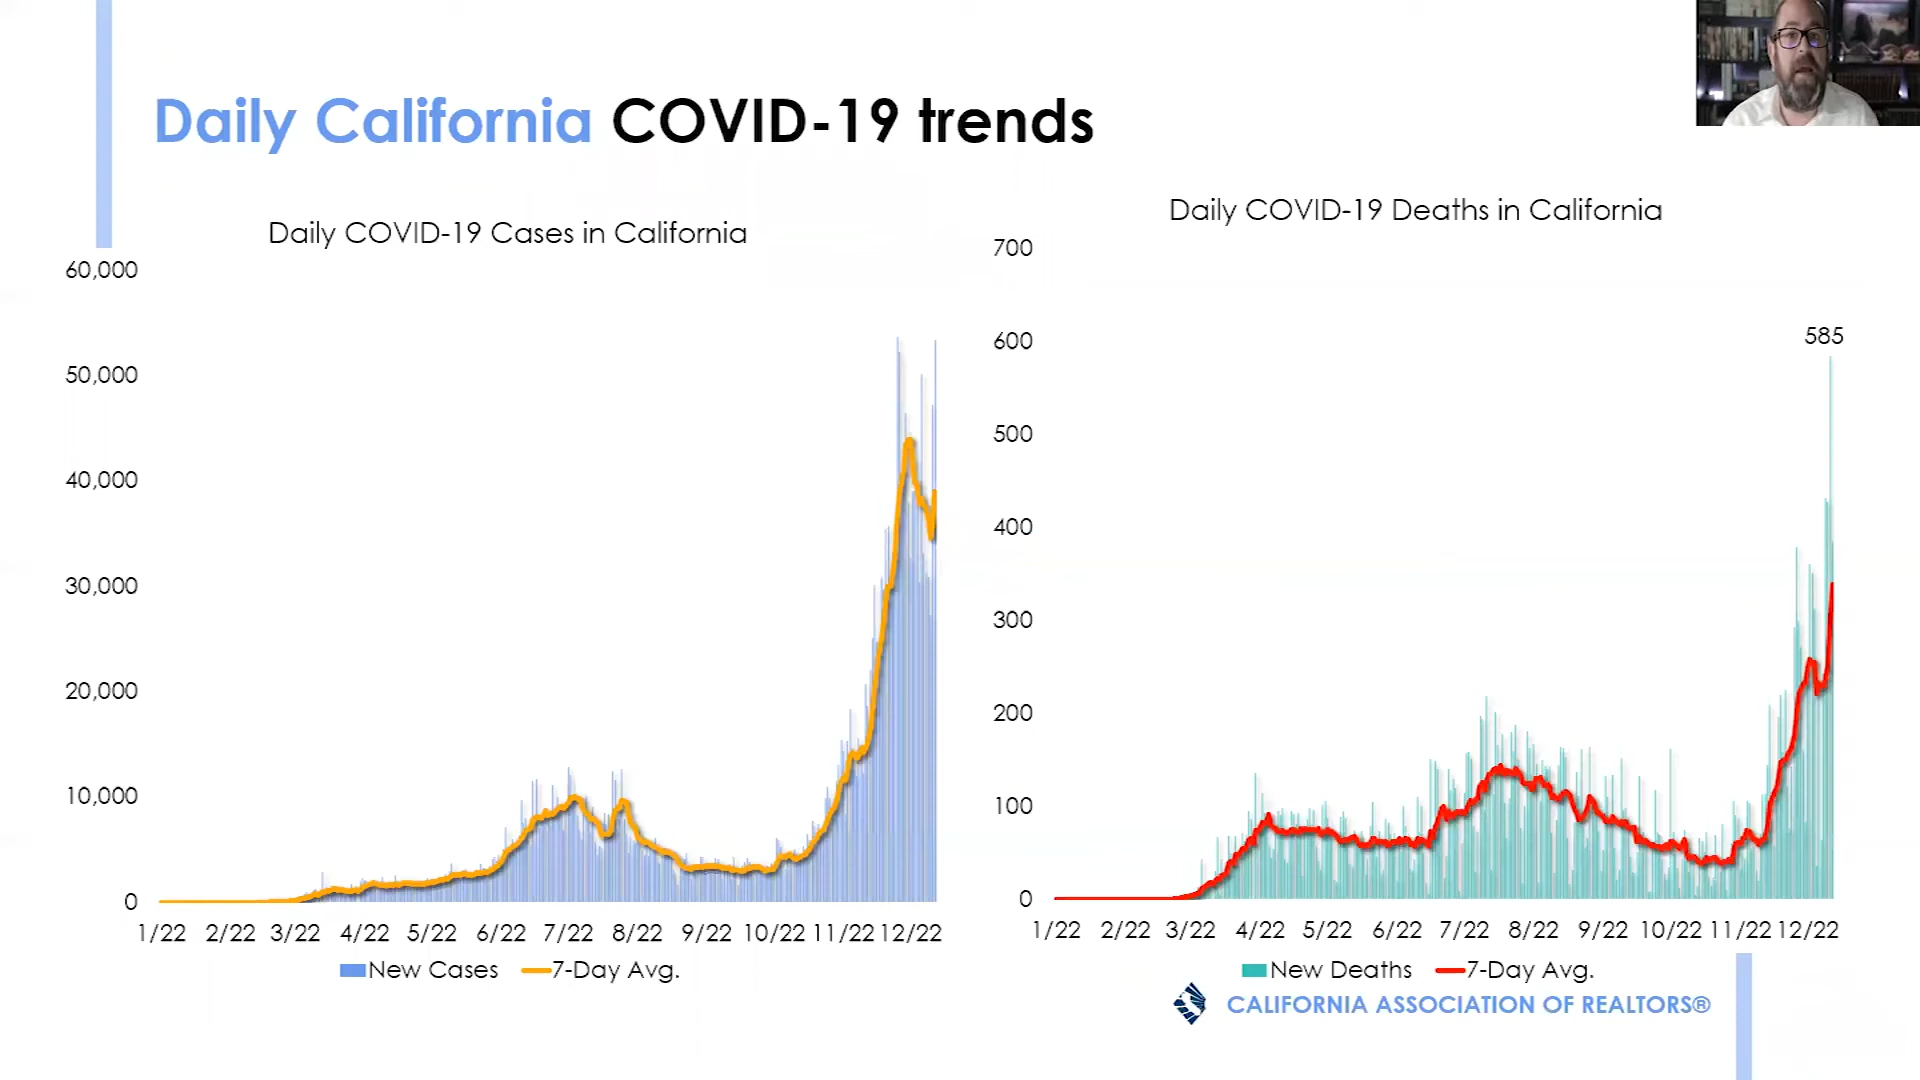 Daily California COVID-19 trends
Daily COVID-19 Cases in California
60,000
50,000
40,000
30,000
20,000
10,000
0
1/22 2/22 3/22 4/22 5/22 6/22 7/22 8/22 9/22 10/22 11/22 12/22
New Cases 7-Day Avg.
Daily COVID-19 Deaths in California
700
600
500
400
300
200
100
0
585
1/22 2/22 3/22 4/22 5/22 6/22 7/22 8/22 9/22 10/22 11/22 12/22
New Deaths 7-Day Avg.
CALIFORNIA ASSOCIATION OF REALTORS®